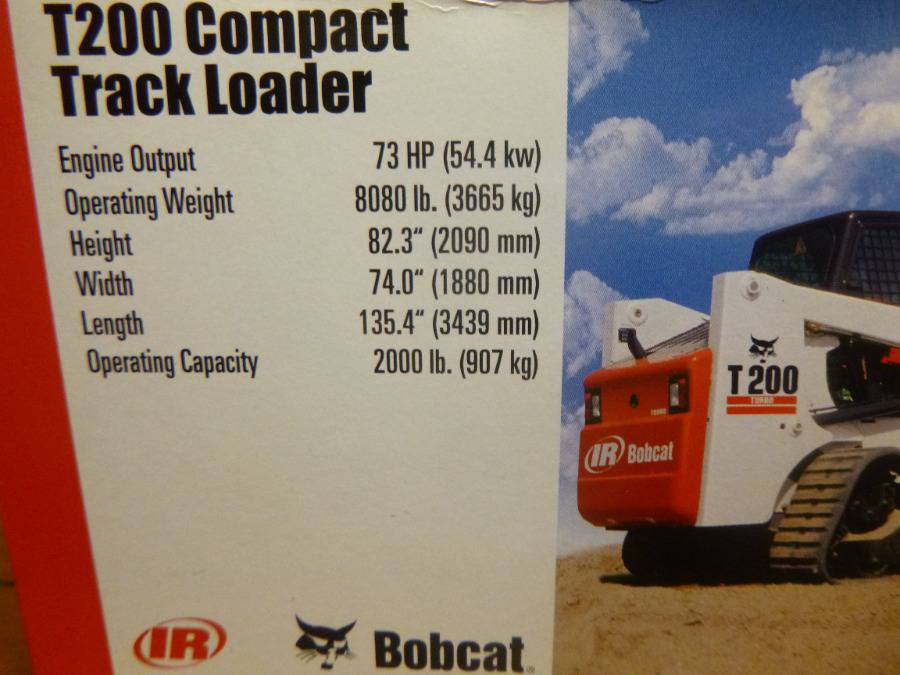 T200 Compact
Track Loader
Engine Output 73 HP (54.4 kw)
Operating Weight 8080 lb. (3665 kg)
Height 82.3“ (2090 mm)
Width 74.0“ (1880 mm)
Length 135.4“ (3439 mm)
Operating Capacity 2000 lb. (907 kg)
IR Bobcat®
T200
TURBO
TURBO
IR Bobcat